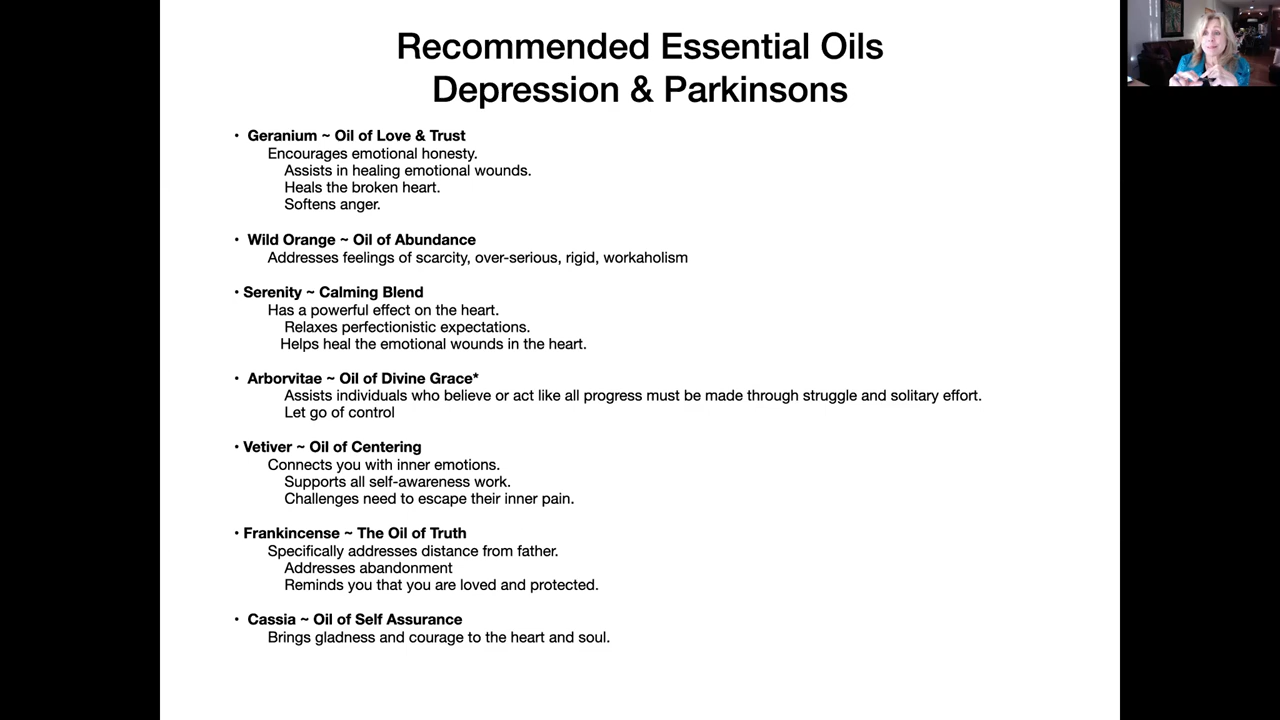 Recommended Essential Oils
Depression & Parkinsons
• Geranium ~ Oil of Love & Trust
Encourages emotional honesty.
Assists in healing emotional wounds.
Heals the broken heart.
Softens anger.
• Wild Orange ~ Oil of Abundance
Addresses feelings of scarcity, over-serious, rigid, workaholism
• Serenity ~ Calming Blend
Has a powerful effect on the heart.
Relaxes perfectionistic expectations.
Helps heal the emotional wounds in the heart.
• Arborvitae ~ Oil of Divine Grace*
Assists individuals who believe or act like all progress must be made through struggle and solitary effort.
Let go of control
• Vetiver ~ Oil of Centering
Connects you with inner emotions.
Supports all self-awareness work.
Challenges need to escape their inner pain.
• Frankincense ~ The Oil of Truth
Specifically addresses distance from father.
Addresses abandonment
Reminds you that you are loved and protected.
• Cassia ~ Oil of Self Assurance
Brings gladness and courage to the heart and soul.